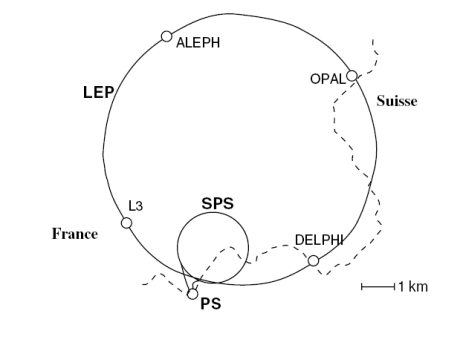 ALEPH
OPAL
LEP
Suisse
L3
SPS
France
DELPHI
1 km
PS